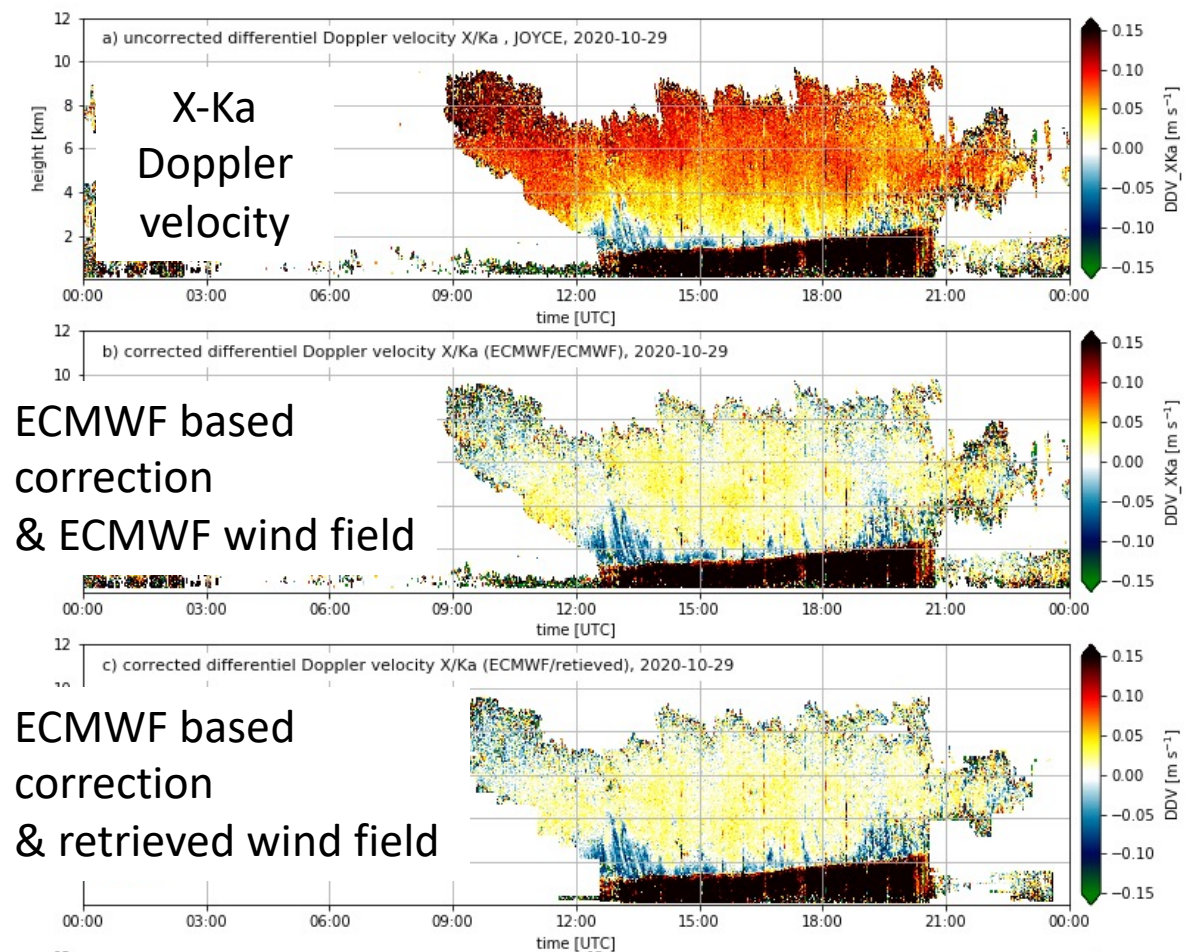 12
a) uncorrected differentiel Doppler velocity X/Ka , JOYCE, 2020-10-29
10
8
6
4
2
height [km]
X-Ka
Doppler
velocity
00:00 03:00 06:00 09:00 12:00 15:00 18:00 21:00 00:00
time [UTC]
0.15
0.10
0.05
0.00
−0.05
−0.10
−0.15
DDV_XKa [m s⁻¹]
12
b) corrected differentiel Doppler velocity X/Ka (ECMWF/ECMWF), 2020-10-29
10
ECMWF based
correction
& ECMWF wind field
00:00 03:00 06:00 09:00 12:00 15:00 18:00 21:00 00:00
time [UTC]
0.15
0.10
0.05
0.00
−0.05
−0.10
−0.15
DDV_XKa [m s⁻¹]
12
c) corrected differentiel Doppler velocity X/Ka (ECMWF/retieved), 2020-10-29
ECMWF based
correction
& retrieved wind field
00:00 03:00 06:00 09:00 12:00 15:00 18:00 21:00 00:00
time [UTC]
0.15
0.10
0.05
0.00
−0.05
−0.10
−0.15
DDV [m s⁻¹]